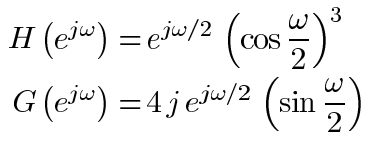 H(e^{jω}) = e^{jω/2} (cos ω/2)^3
G(e^{jω}) = 4 j e^{jω/2} (sin ω/2)